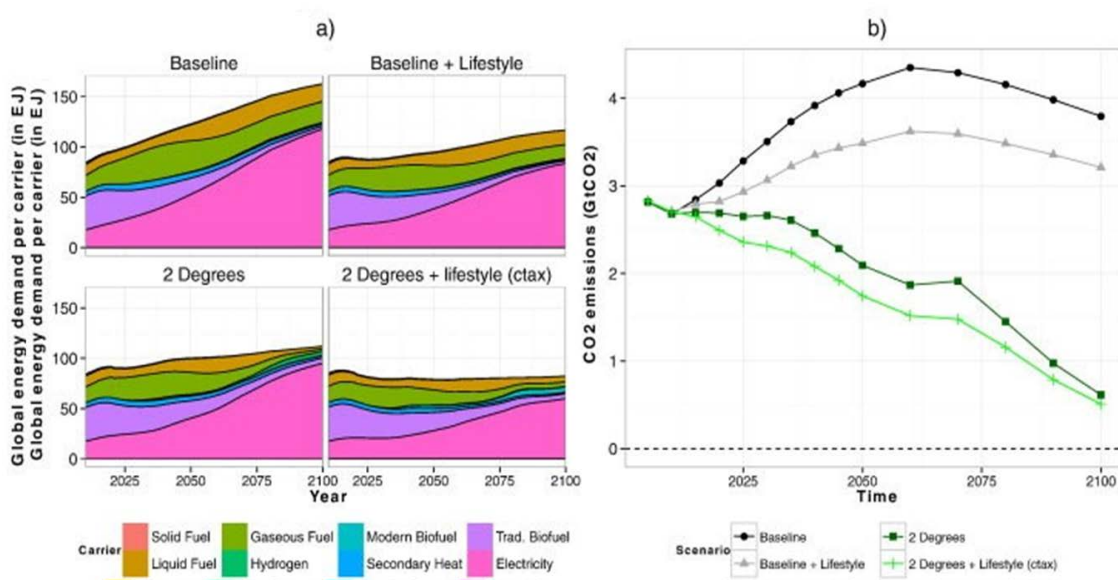 a)
Baseline
Baseline + Lifestyle
Global energy demand per carrier (in EJ)
Global energy demand per carrier (in EJ)
150
100
50
0
2 Degrees
2 Degrees + lifestyle (ctax)
150
100
50
0
2025 2050 2075 2100 2025 2050 2075 2100
Year
Carrier
Solid Fuel Gaseous Fuel Modern Biofuel Trad. Biofuel
Liquid Fuel Hydrogen Secondary Heat Electricity
b)
CO2 emissions (GtCO2)
4
3
2
1
0
2025 2050 2075 2100
Time
Scenario
Baseline 2 Degrees
Baseline + Lifestyle 2 Degrees + Lifestyle (ctax)